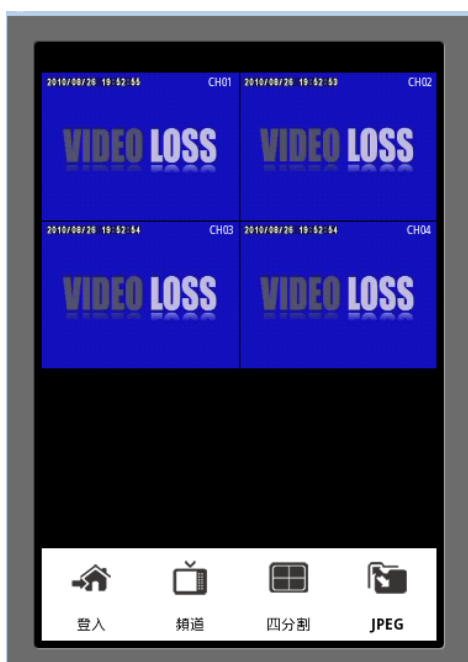 2010/08/26 19:52:55 CH01 2010/08/26 19:52:53 CH02
VIDEO LOSS VIDEO LOSS
2010/08/26 19:52:54 CH03 2010/08/26 19:52:54 CH04
VIDEO LOSS VIDEO LOSS
登入 頻道 四分割 JPEG